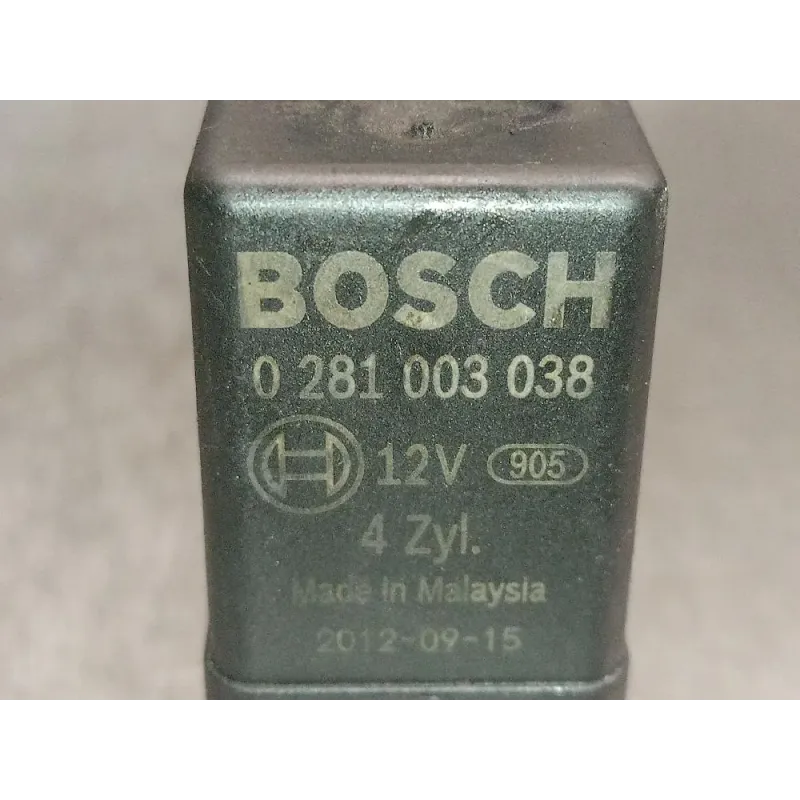 BOSCH
0 281 003 038
12V 905
4 Zyl.
Made in Malaysia
2012-09-15